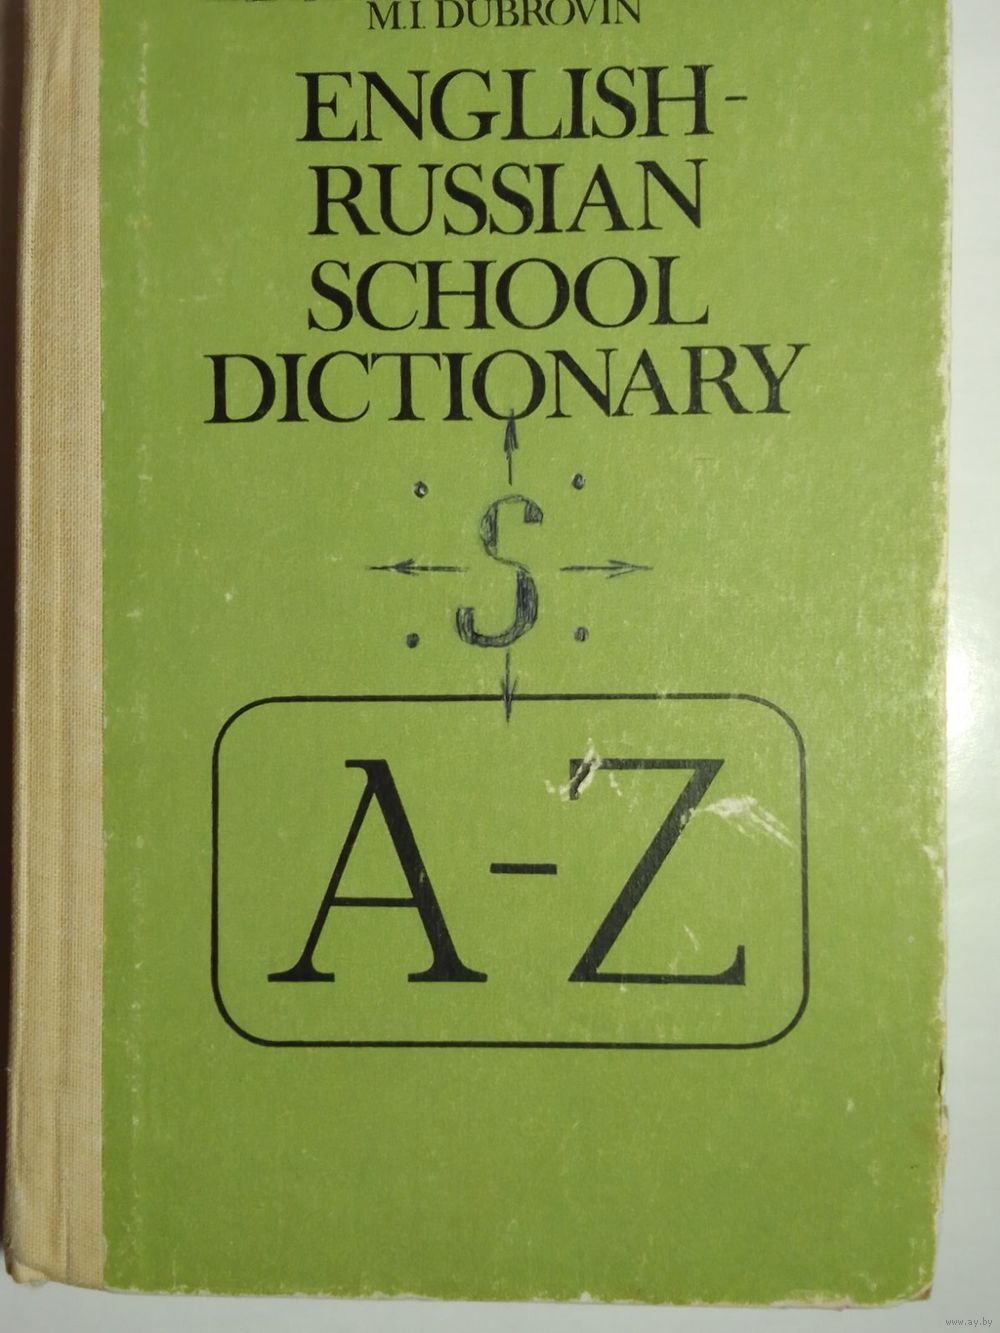 M.I. DUBROVIN
ENGLISH-
RUSSIAN
SCHOOL
DICTIONARY
S
A-Z
www.ay.by